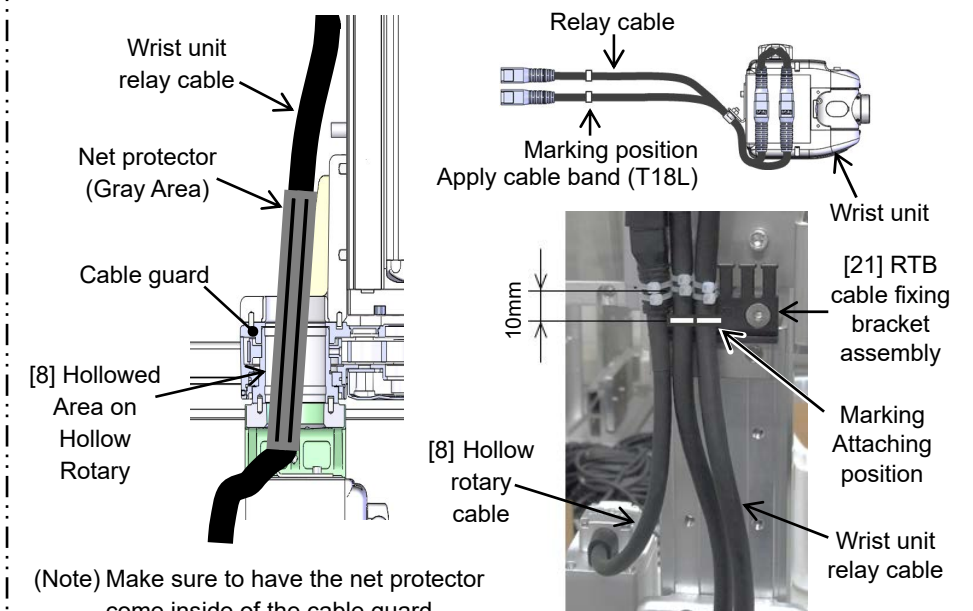 Wrist unit
relay cable
Net protector
(Gray Area)
Cable guard
[8] Hollowed
Area on
Hollow
Rotary
(Note) Make sure to have the net protector
come inside of the cable guard
Relay cable
Marking position
Apply cable band (T18L)
Wrist unit
10mm
[21] RTB
cable fixing
bracket
assembly
Marking
Attaching
position
[8] Hollow
rotary
cable
Wrist unit
relay cable